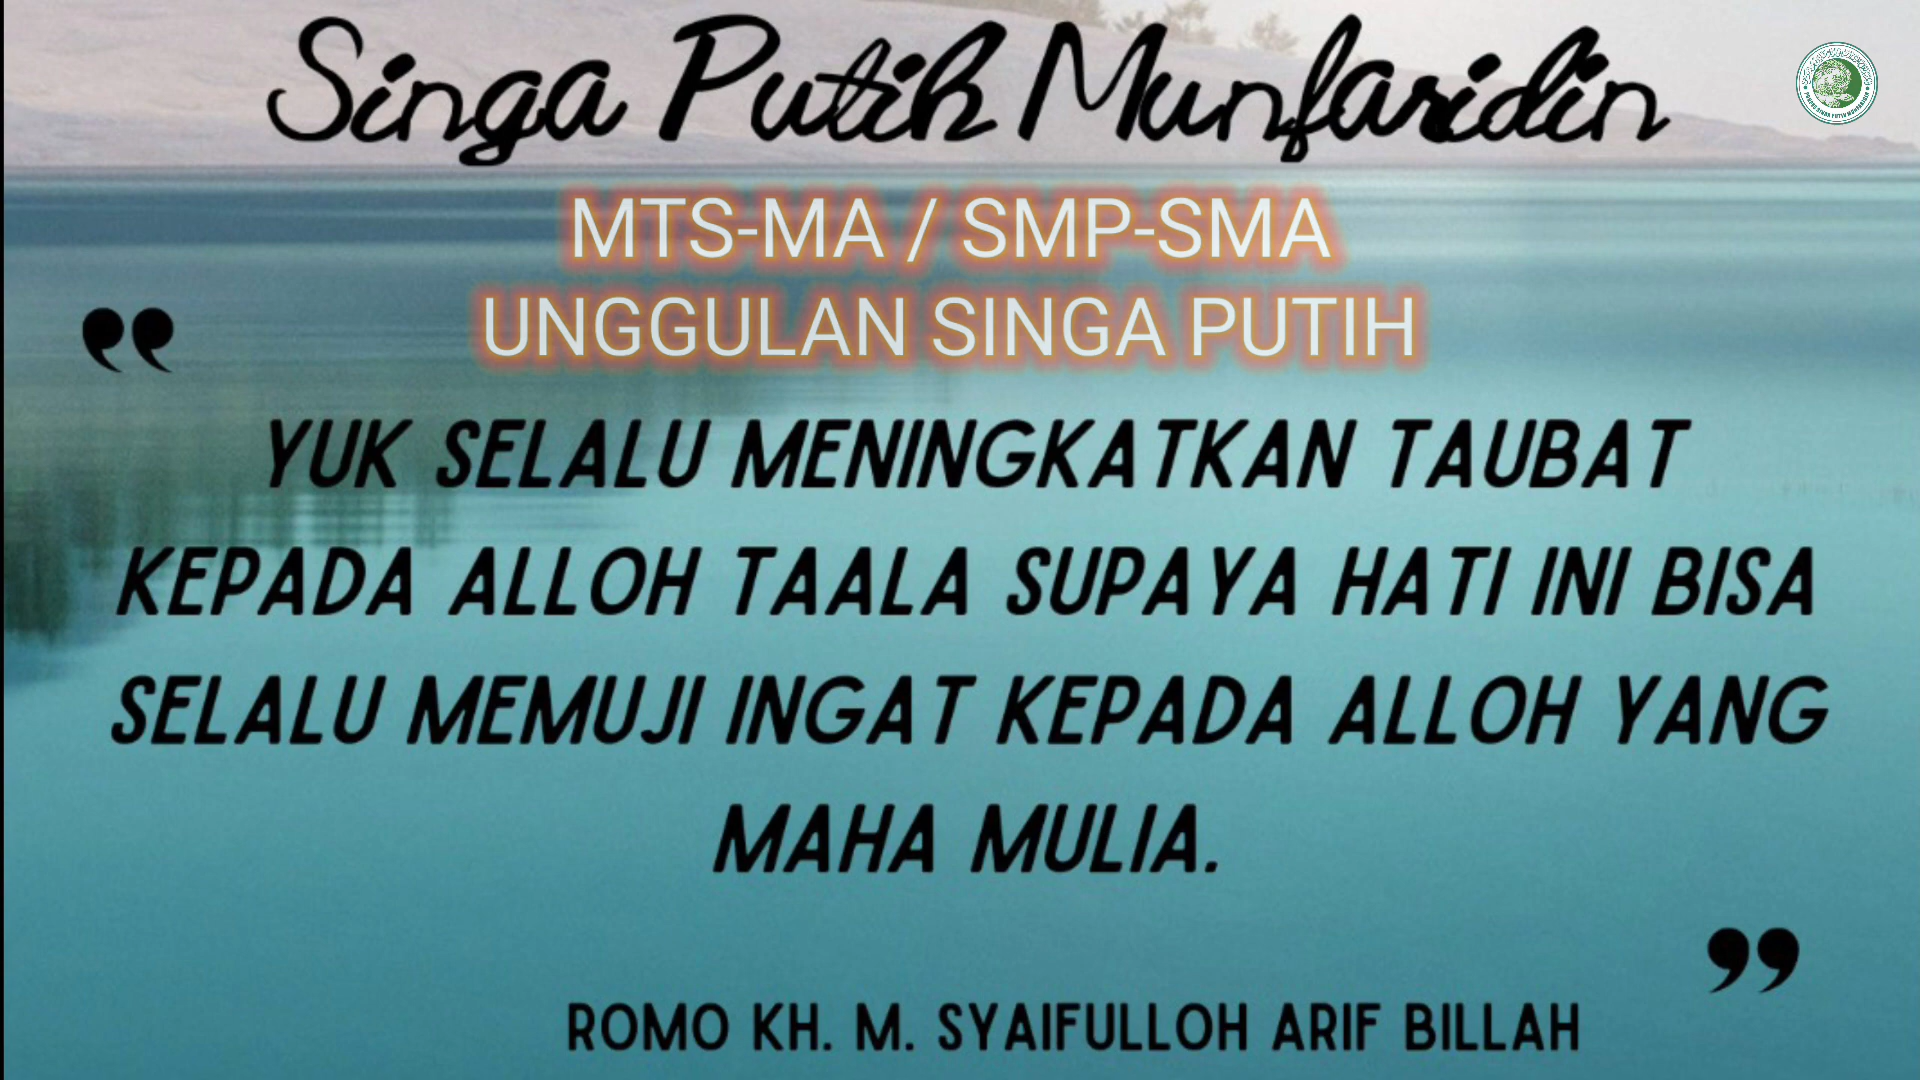 Singa Putih Munfaridin
MTS-MA / SMP-SMA
UNGGULAN SINGA PUTIH
YUK SELALU MENINGKATKAN TAUBAT
KEPADA ALLOH TAALA SUPAYA HATI INI BISA
SELALU MEMUJI INGAT KEPADA ALLOH YANG
MAHA MULIA.
ROMO KH. M. SYAIFULLOH ARIF BILLAH